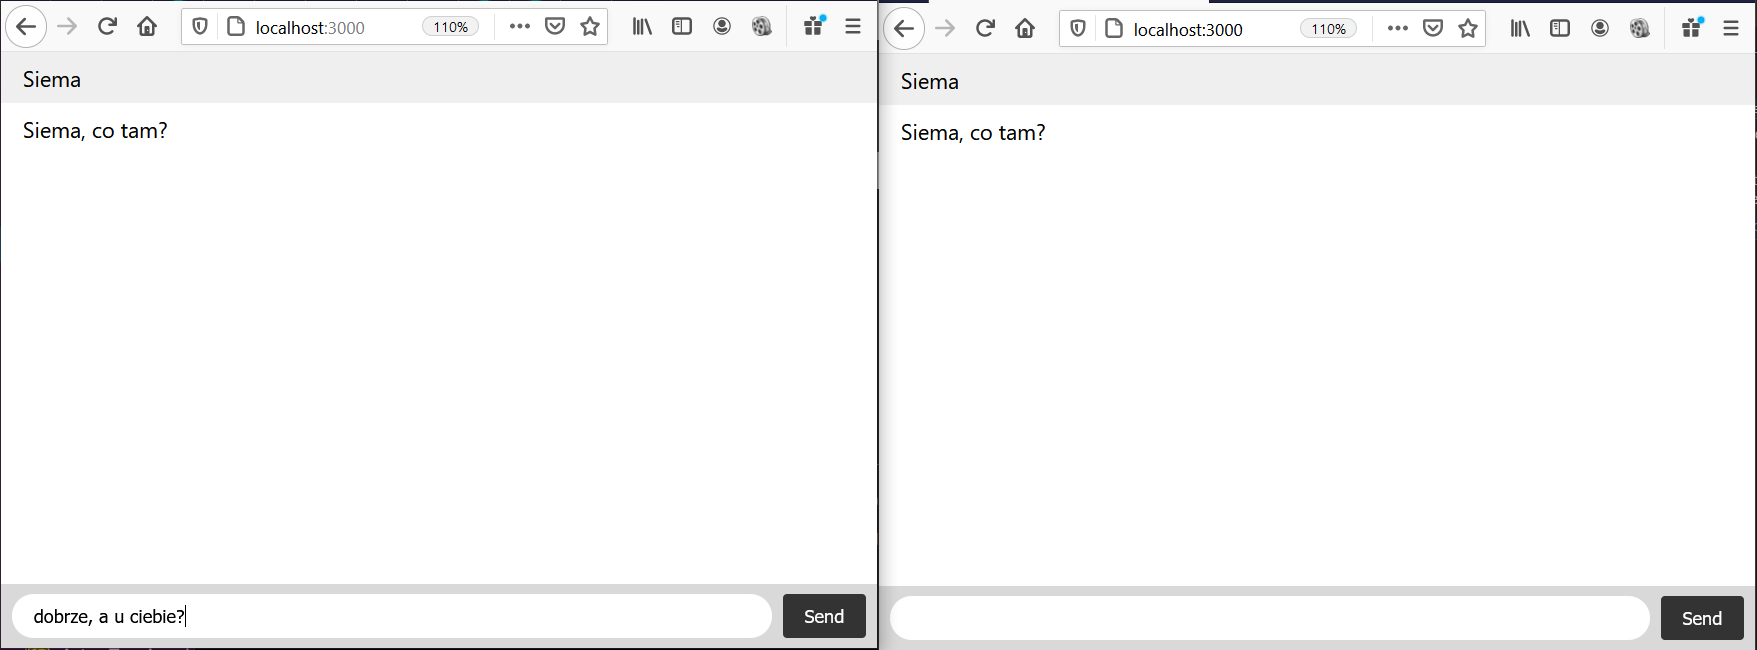 localhost:3000
110%
Siema
Siema, co tam?
dobrze, a u ciebie?
Send
localhost:3000
110%
Siema
Siema, co tam?
Send